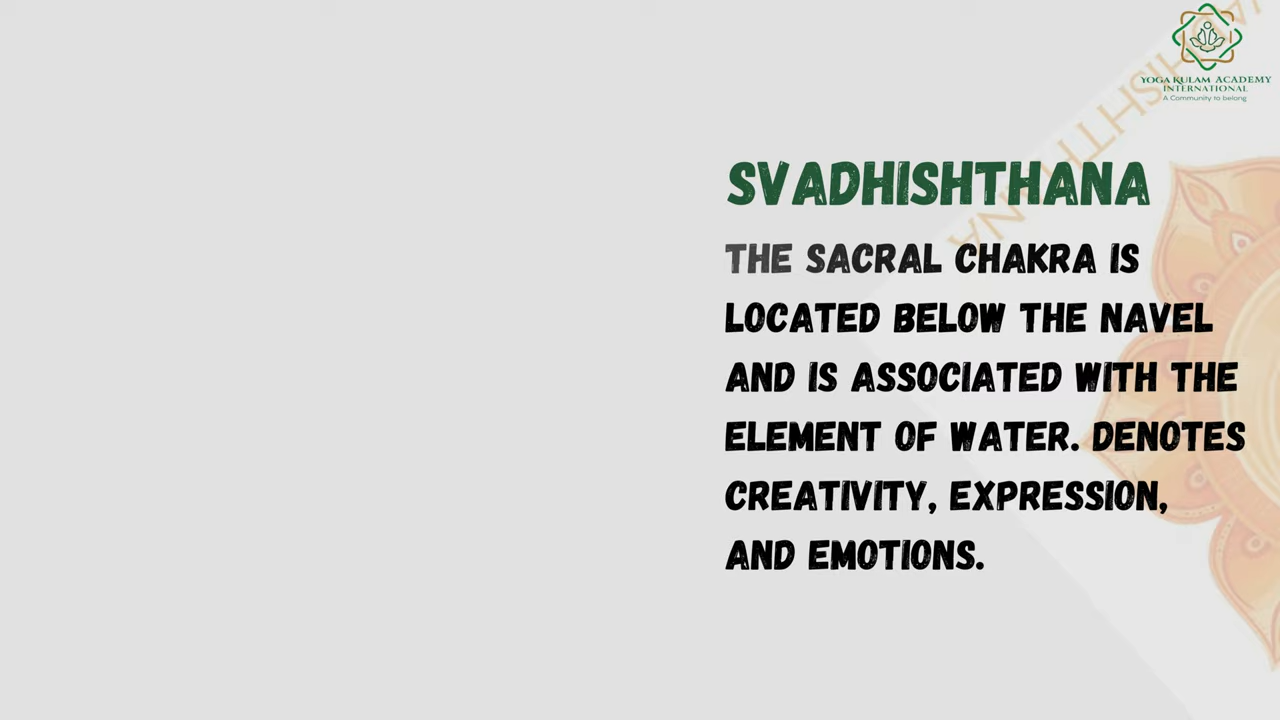 YOGA KULAM ACADEMY
INTERNATIONAL
A Community to belong
SVADHISHTHANA
THE SACRAL CHAKRA IS
LOCATED BELOW THE NAVEL
AND IS ASSOCIATED WITH THE
ELEMENT OF WATER. DENOTES
CREATIVITY, EXPRESSION,
AND EMOTIONS.